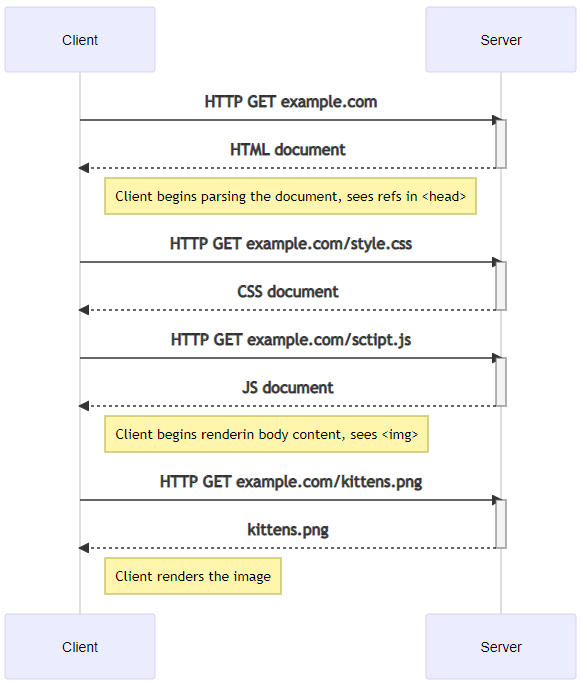 Client
Server
HTTP GET example.com
HTML document
Client begins parsing the document, sees refs in <head>
HTTP GET example.com/style.css
CSS document
HTTP GET example.com/sctipt.js
JS document
Client begins renderin body content, sees <img>
HTTP GET example.com/kittens.png
kittens.png
Client renders the image
Client
Server